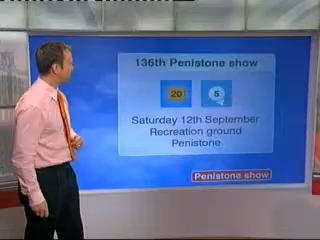 136th Penistone show
20 5
Saturday 12th September
Recreation ground
Penistone
Penistone show